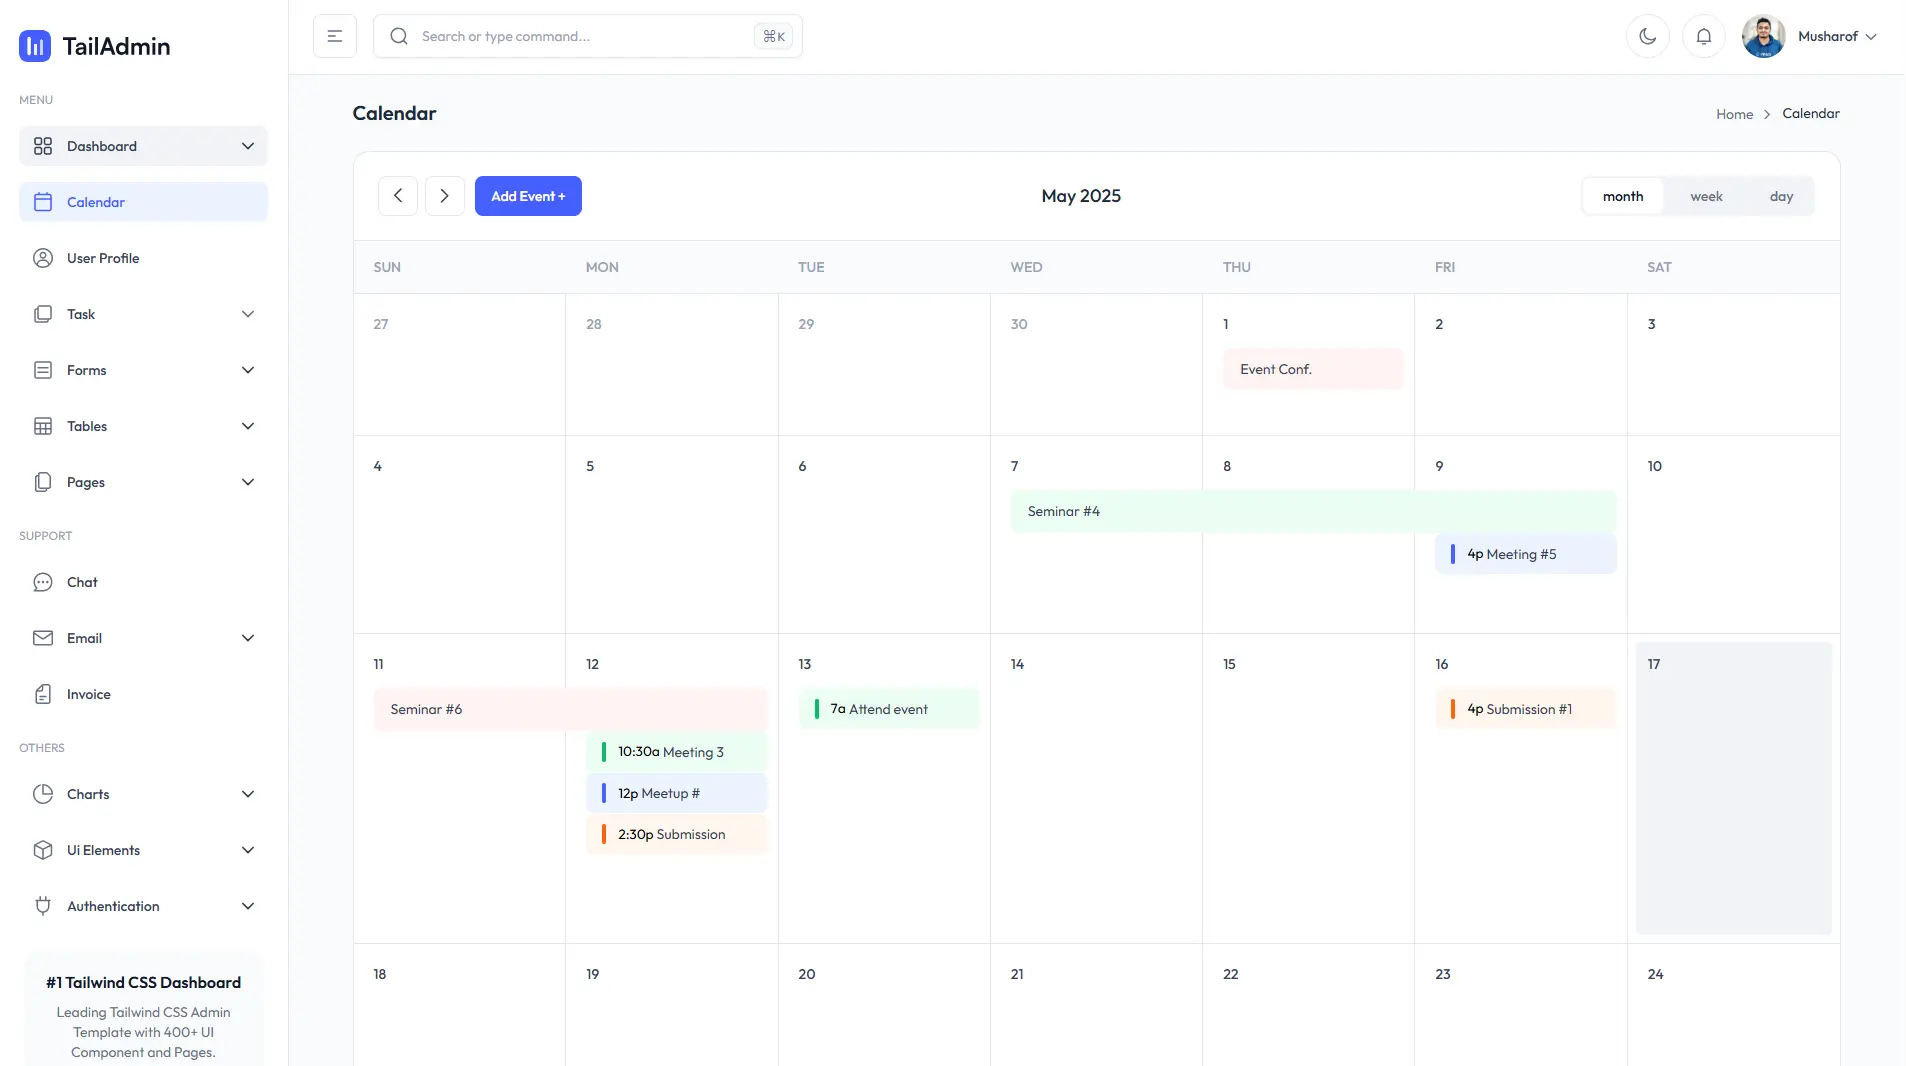 TailAdmin
MENU
Dashboard
Calendar
User Profile
Task
Forms
Tables
Pages
SUPPORT
Chat
Email
Invoice
OTHERS
Charts
Ui Elements
Authentication
#1 Tailwind CSS Dashboard
Leading Tailwind CSS Admin
Template with 400+ UI
Component and Pages.
Search or type command...
⌘K
Musharof
Calendar
Home > Calendar
Add Event +
May 2025
month week day
SUN MON TUE WED THU FRI SAT
27 28 29 30 1 2 3
Event Conf.
4 5 6 7 8 9 10
Seminar #4
4p Meeting #5
11 12 13 14 15 16 17
Seminar #6
7a Attend event
4p Submission #1
10:30a Meeting 3
12p Meetup #
2:30p Submission
18 19 20 21 22 23 24